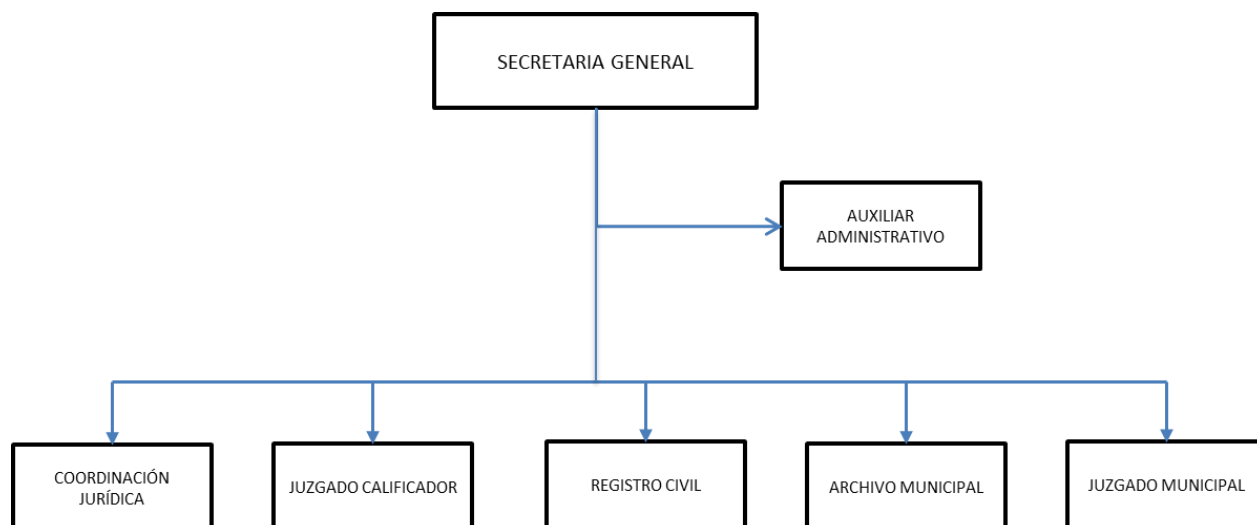 SECRETARIA GENERAL
AUXILIAR
ADMINISTRATIVO
COORDINACIÓN
JURÍDICA
JUZGADO CALIFICADOR
REGISTRO CIVIL
ARCHIVO MUNICIPAL
JUZGADO MUNICIPAL